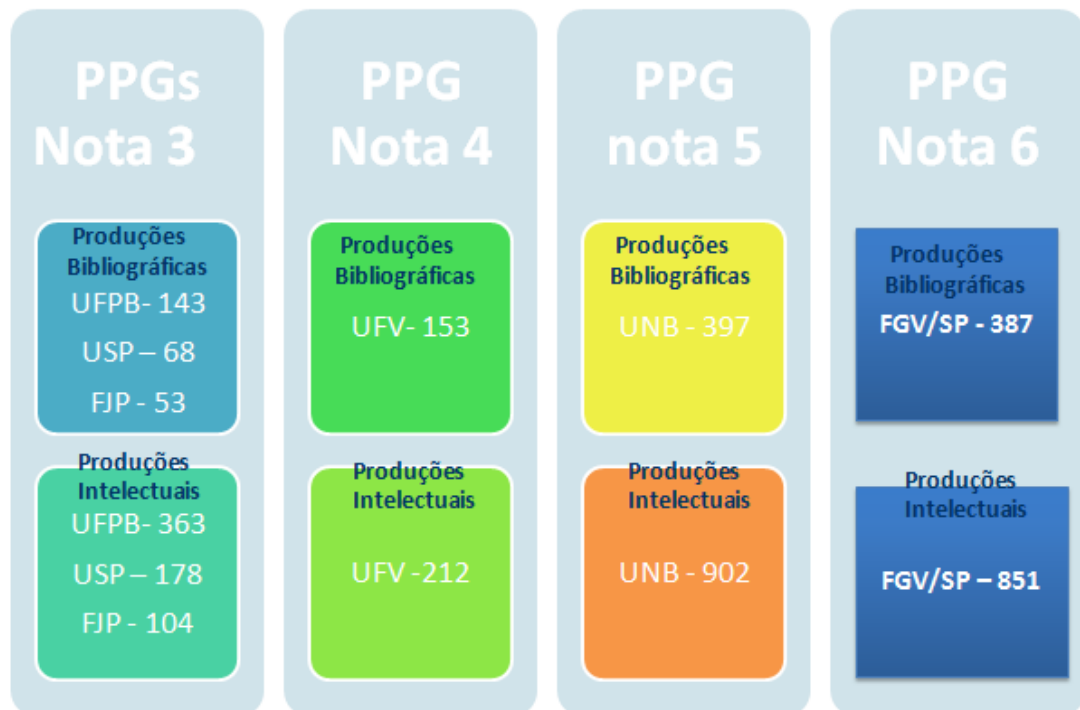 PPGs
Nota 3
Produções
Bibliográficas
UFPB- 143
USP – 68
FJP - 53
Produções
Intelectuais
UFPB- 363
USP – 178
FJP - 104
PPG
Nota 4
Produções
Bibliográficas
UFV- 153
Produções
Intelectuais
UFV -212
PPG
nota 5
Produções
Bibliográficas
UNB - 397
Produções
Intelectuais
UNB - 902
PPG
Nota 6
Produções
Bibliográficas
FGV/SP - 387
Produções
Intelectuais
FGV/SP – 851